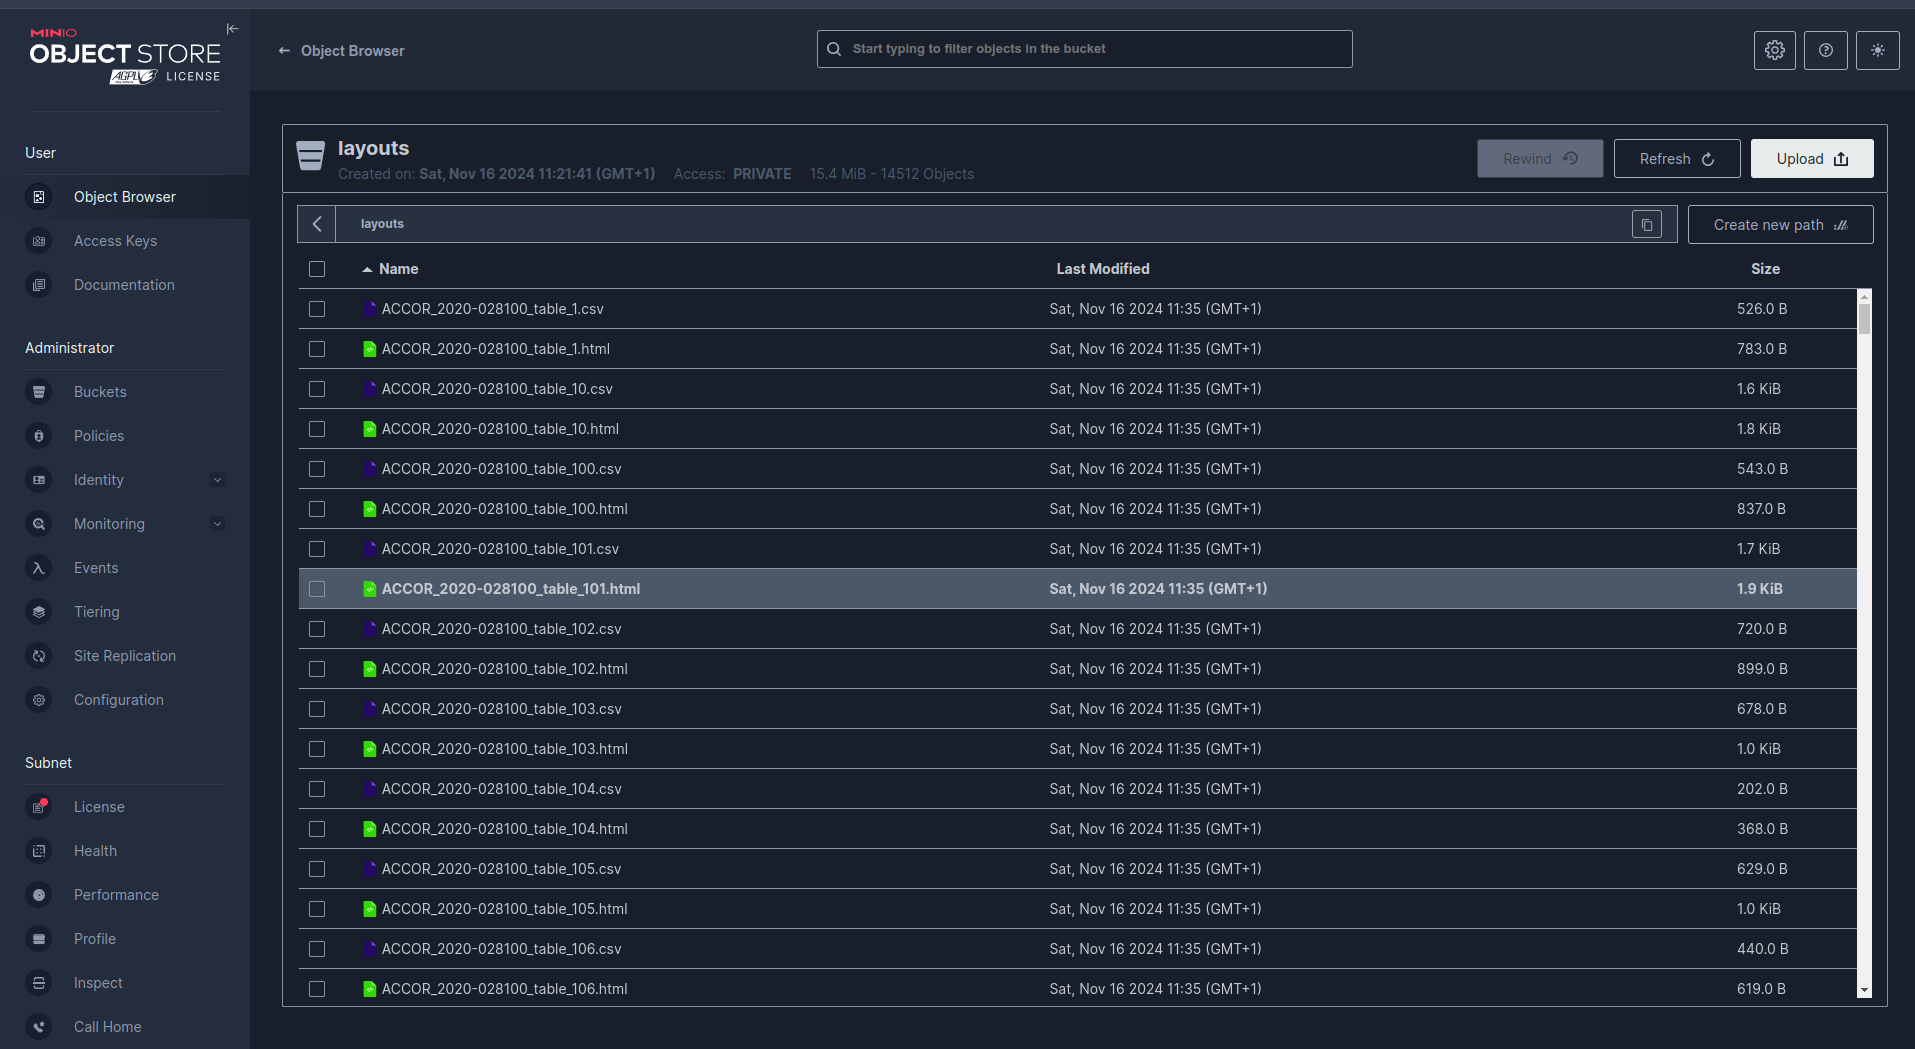 MINIO
OBJECT STORE
AGPLv3 LICENSE
User
Object Browser
Access Keys
Documentation
Administrator
Buckets
Policies
Identity
Monitoring
Events
Tiering
Site Replication
Configuration
Subnet
License
Health
Performance
Profile
Inspect
Call Home
Object Browser
Start typing to filter objects in the bucket
layouts
Created on: Sat, Nov 16 2024 11:21:41 (GMT+1) Access: PRIVATE 15.4 MiB - 14512 Objects
Rewind Refresh Upload
layouts Create new path
Name Last Modified Size
ACCOR_2020-028100_table_1.csv Sat, Nov 16 2024 11:35 (GMT+1) 526.0 B
ACCOR_2020-028100_table_1.html Sat, Nov 16 2024 11:35 (GMT+1) 783.0 B
ACCOR_2020-028100_table_10.csv Sat, Nov 16 2024 11:35 (GMT+1) 1.6 KiB
ACCOR_2020-028100_table_10.html Sat, Nov 16 2024 11:35 (GMT+1) 1.8 KiB
ACCOR_2020-028100_table_100.csv Sat, Nov 16 2024 11:35 (GMT+1) 543.0 B
ACCOR_2020-028100_table_100.html Sat, Nov 16 2024 11:35 (GMT+1) 837.0 B
ACCOR_2020-028100_table_101.csv Sat, Nov 16 2024 11:35 (GMT+1) 1.7 KiB
ACCOR_2020-028100_table_101.html Sat, Nov 16 2024 11:35 (GMT+1) 1.9 KiB
ACCOR_2020-028100_table_102.csv Sat, Nov 16 2024 11:35 (GMT+1) 720.0 B
ACCOR_2020-028100_table_102.html Sat, Nov 16 2024 11:35 (GMT+1) 899.0 B
ACCOR_2020-028100_table_103.csv Sat, Nov 16 2024 11:35 (GMT+1) 678.0 B
ACCOR_2020-028100_table_103.html Sat, Nov 16 2024 11:35 (GMT+1) 1.0 KiB
ACCOR_2020-028100_table_104.csv Sat, Nov 16 2024 11:35 (GMT+1) 202.0 B
ACCOR_2020-028100_table_104.html Sat, Nov 16 2024 11:35 (GMT+1) 368.0 B
ACCOR_2020-028100_table_105.csv Sat, Nov 16 2024 11:35 (GMT+1) 629.0 B
ACCOR_2020-028100_table_105.html Sat, Nov 16 2024 11:35 (GMT+1) 1.0 KiB
ACCOR_2020-028100_table_106.csv Sat, Nov 16 2024 11:35 (GMT+1) 440.0 B
ACCOR_2020-028100_table_106.html Sat, Nov 16 2024 11:35 (GMT+1) 619.0 B